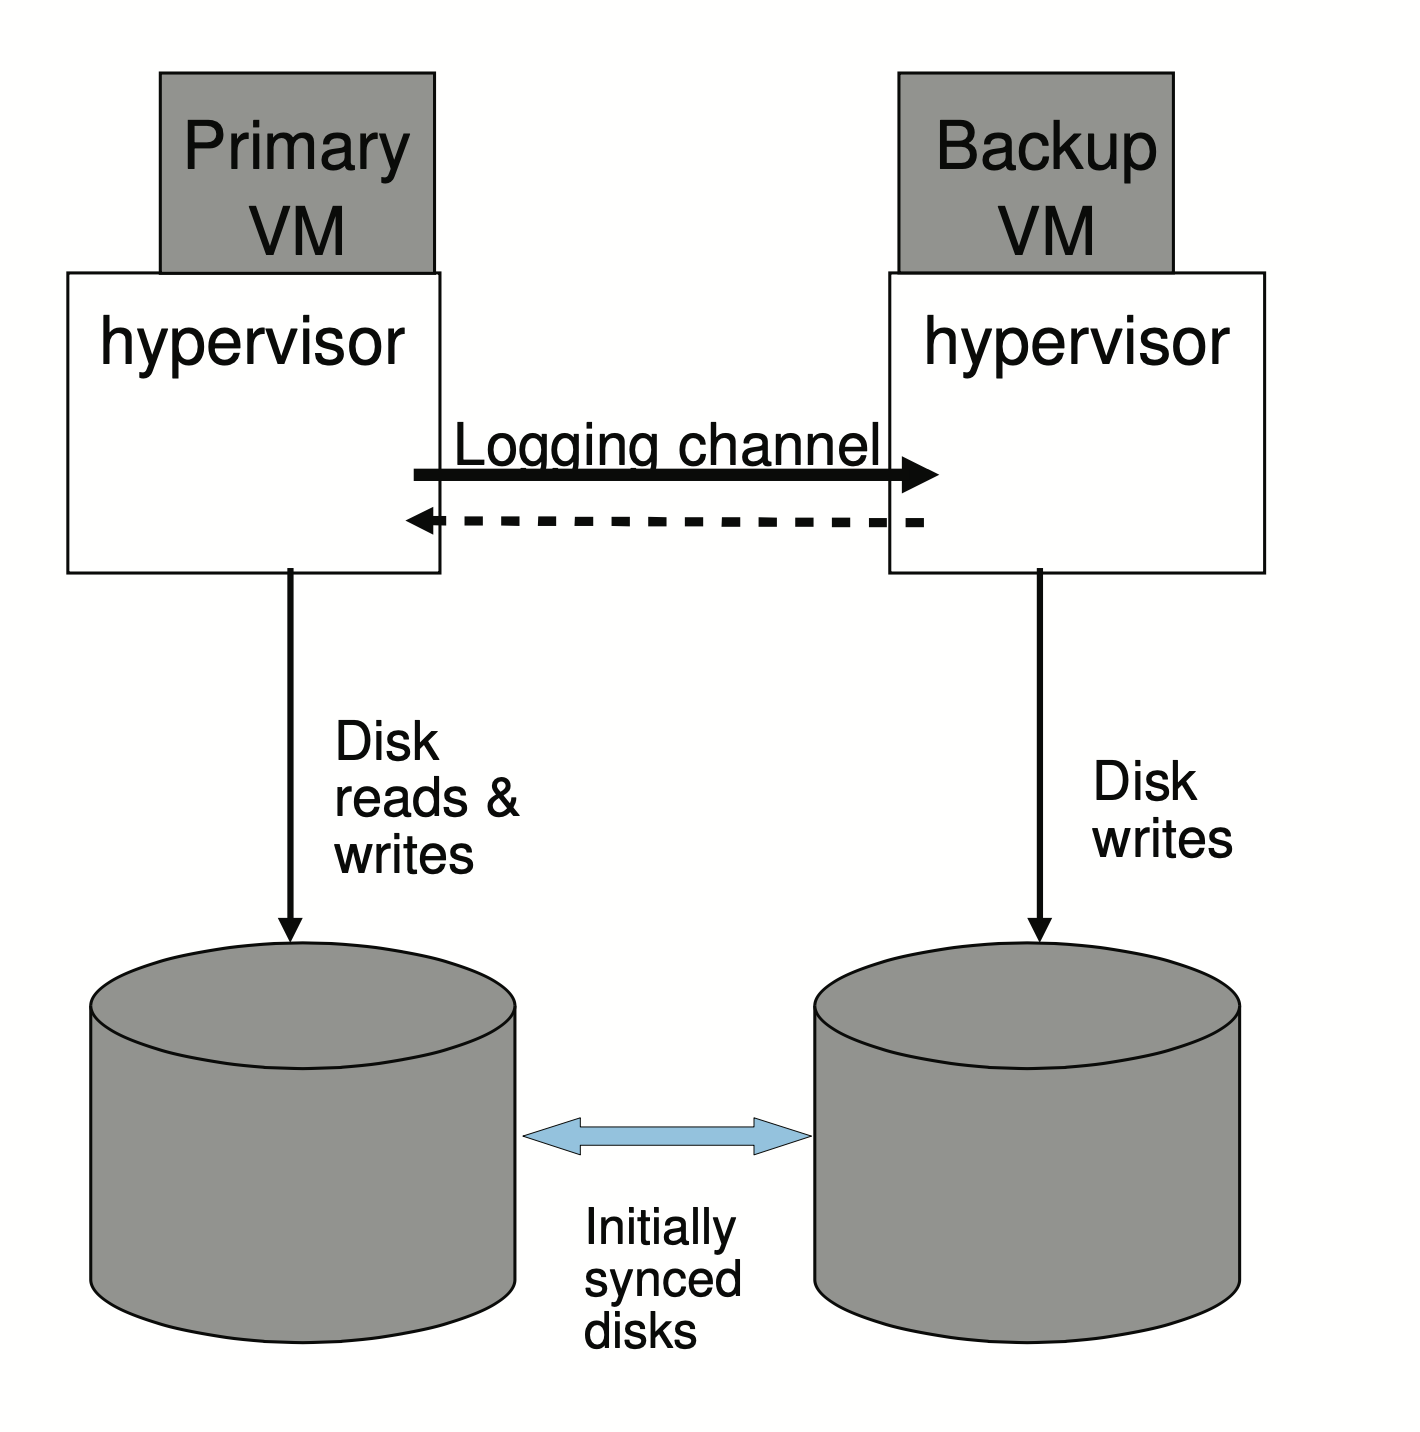 Primary
VM
Backup
VM
hypervisor
hypervisor
Logging channel
Disk
reads &
writes
Disk
writes
Initially
synced
disks